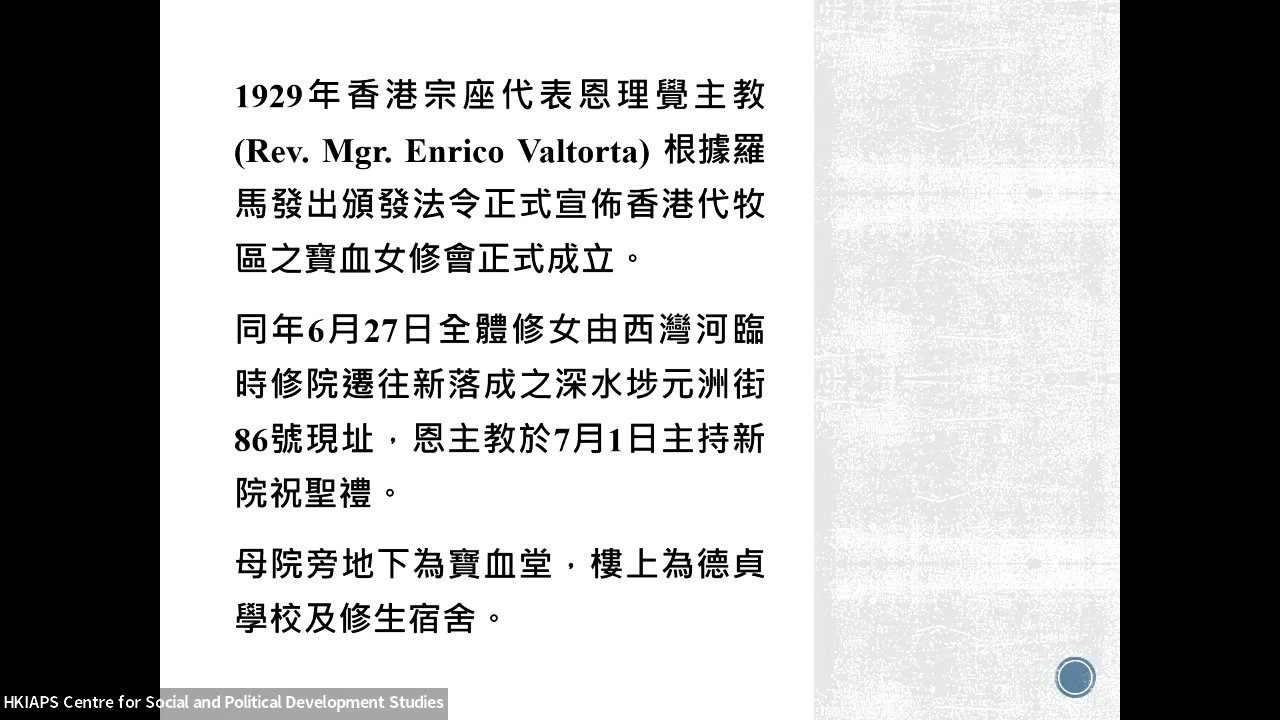 1929年香港宗座代表恩理覺主教
(Rev. Mgr. Enrico Valtorta) 根據羅
馬發出頒發法令正式宣佈香港代牧
區之寶血女修會正式成立。
同年6月27日全體修女由西灣河臨
時修院遷往新落成之深水埗元洲街
86號現址，恩主教於7月1日主持新
院祝聖禮。
母院旁地下為寶血堂，樓上為德貞
學校及修生宿舍。
HKIAPS Centre for Social and Political Development Studies